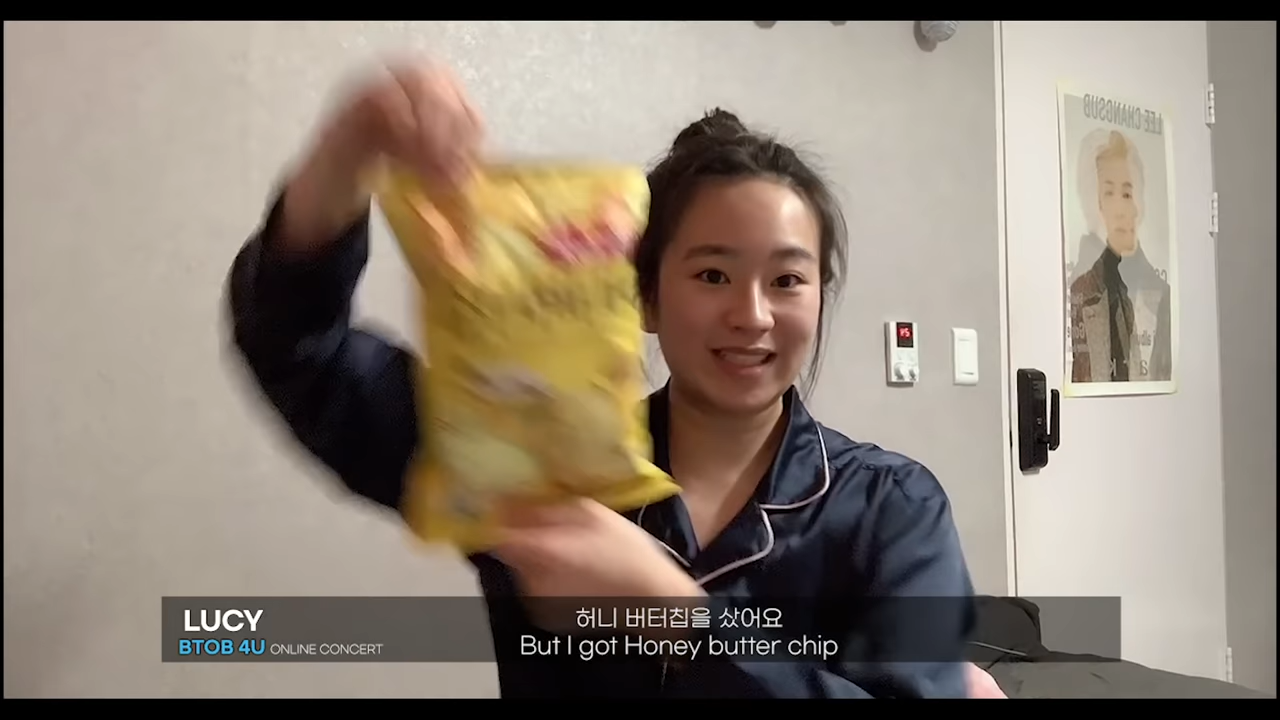 LEE CHANGSUB
LUCY
BTOB 4U ONLINE CONCERT
허니 버터칩을 샀어요
But I got Honey butter chip